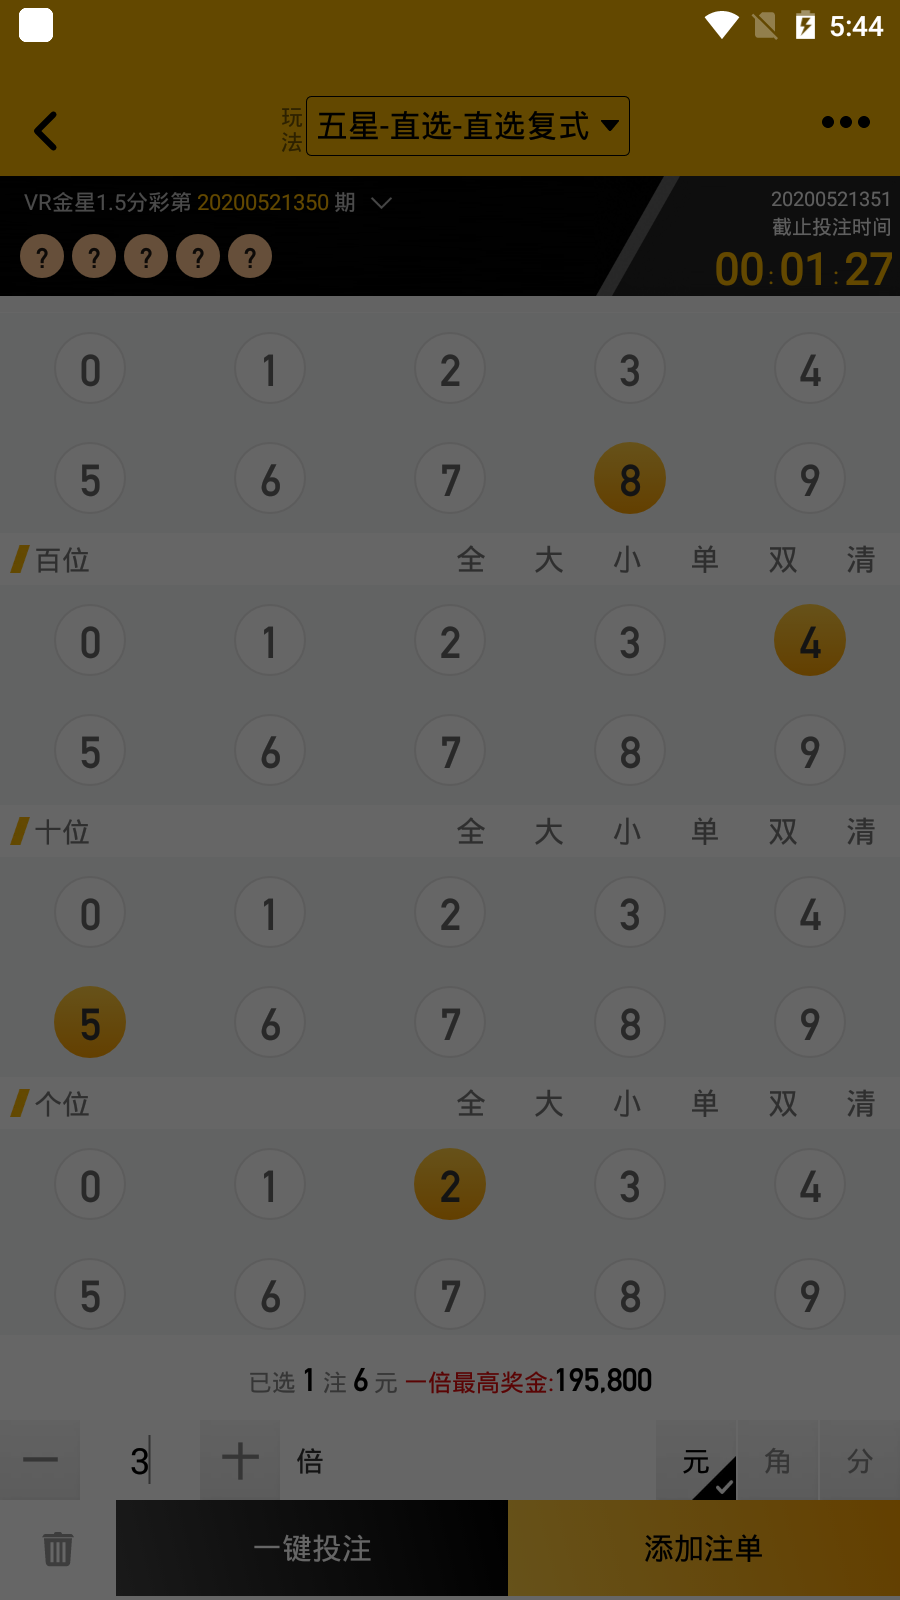 5:44
玩法 五星-直选-直选复式
VR金星1.5分彩第 20200521350 期
20200521351
截止投注时间
? ? ? ? ?
00:01:27
0 1 2 3 4
5 6 7 8 9
百位 全 大 小 单 双 清
0 1 2 3 4
5 6 7 8 9
十位 全 大 小 单 双 清
0 1 2 3 4
5 6 7 8 9
个位 全 大 小 单 双 清
0 1 2 3 4
5 6 7 8 9
已选 1 注 6 元 一倍最高奖金:195,800
3 倍 元 角 分
一键投注 添加注单